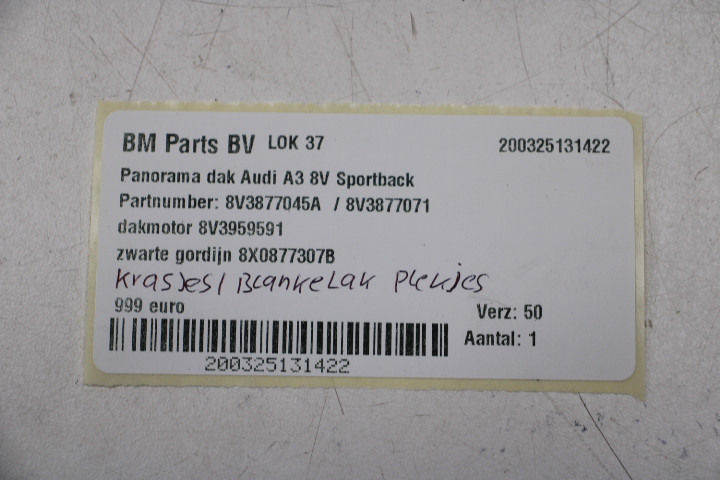 BM Parts BV LOK 37 200325131422
Panorama dak Audi A3 8V Sportback
Partnumber: 8V3877045A / 8V3877071
dakmotor 8V3959591
zwarte gordijn 8X0877307B
Krasjes / BlankeLak Plekjes
999 euro Verz: 50
Aantal: 1
200325131422